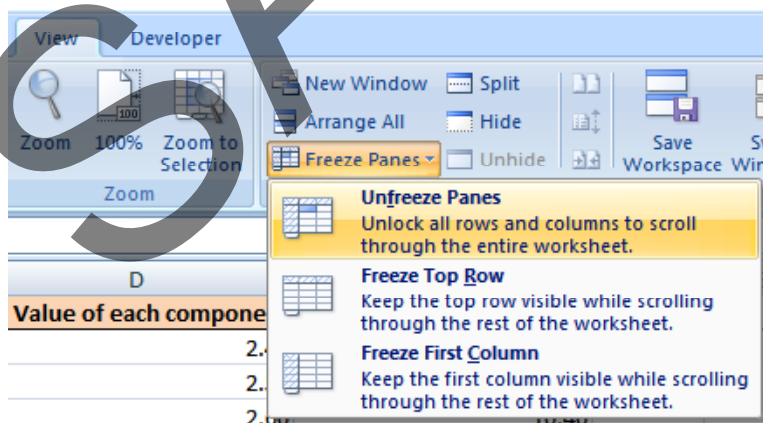 View Developer
New Window Split
100
Arrange All Hide
Zoom 100% Zoom to Selection
Save Workspace
Freeze Panes Unhide
Zoom
Unfreeze Panes
Unlock all rows and columns to scroll
through the entire worksheet.
D
Freeze Top Row
Keep the top row visible while scrolling
through the rest of the worksheet.
Value of each compone
Freeze First Column
Keep the first column visible while scrolling
through the rest of the worksheet.